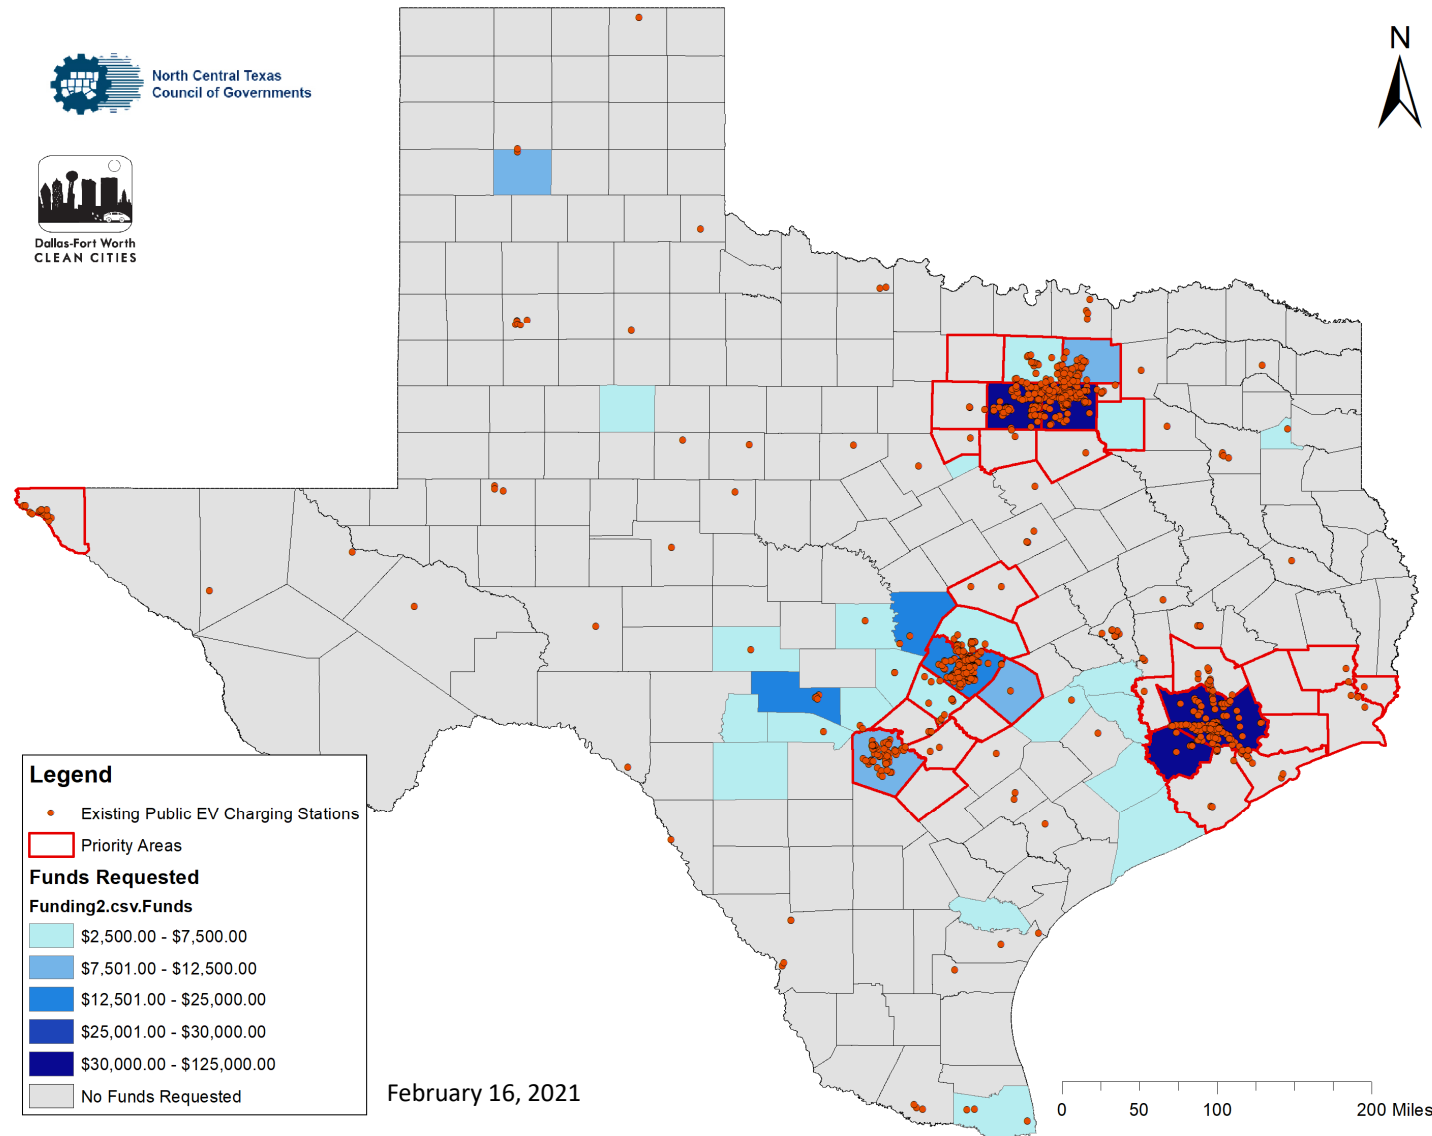 N
North Central Texas
Council of Governments
Dallas-Fort Worth
CLEAN CITIES
Legend
Existing Public EV Charging Stations
Priority Areas
Funds Requested
Funding2.csv.Funds
$2,500.00 - $7,500.00
$7,501.00 - $12,500.00
$12,501.00 - $25,000.00
$25,001.00 - $30,000.00
$30,000.00 - $125,000.00
No Funds Requested
February 16, 2021
0 50 100 200 Miles